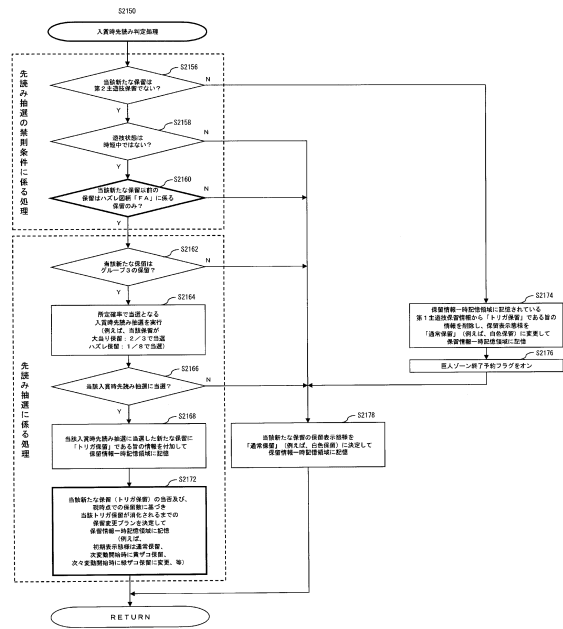 S2150
入賞時先読み判定処理
先読み抽選の禁則条件に係る処理
S2156
当該新たな保留は
第2主遊技保留でない?
N
Y
S2158
遊技状態は
時短中ではない?
N
Y
S2160
当該新たな保留以前の
保留はハズレ図柄「FA」に係る
保留のみ?
N
Y
先読み抽選に係る処理
S2162
当該新たな保留は
グループ3の保留?
N
Y
S2164
所定確率で当選となる
入賞時先読み抽選を実行
(例えば、当該保留が
大当り保留:2/3で当選
ハズレ保留:1/8で当選)
S2166
当該入賞時先読み抽選に当選?
N
Y
S2168
当該入賞時先読み抽選に当選した新たな保留に
「トリガ保留」である旨の情報を付加して
保留情報一時記憶領域に記憶
S2172
当該新たな保留(トリガ保留)の当否及び、
現時点での保留数に基づき
当該トリガ保留が消化されるまでの
保留変更プランを決定して
保留情報一時記憶領域に記憶
(例えば、
初期表示態様は通常保留、
次変動開始時に黄ザコ保留、
次々変動開始時に緑ザコ保留に変更、等)
S2174
保留情報一時記憶領域に記憶されている
第1主遊技保留情報から「トリガ保留」である旨の
情報を削除し、保留表示態様を
「通常保留」(例えば、白色保留)に変更して
保留情報一時記憶領域に記憶
S2176
巨人ゾーン終了予約フラグをオン
S2178
当該新たな保留の保留表示態様を
「通常保留」(例えば、白色保留)に決定して
保留情報一時記憶領域に記憶
RETURN